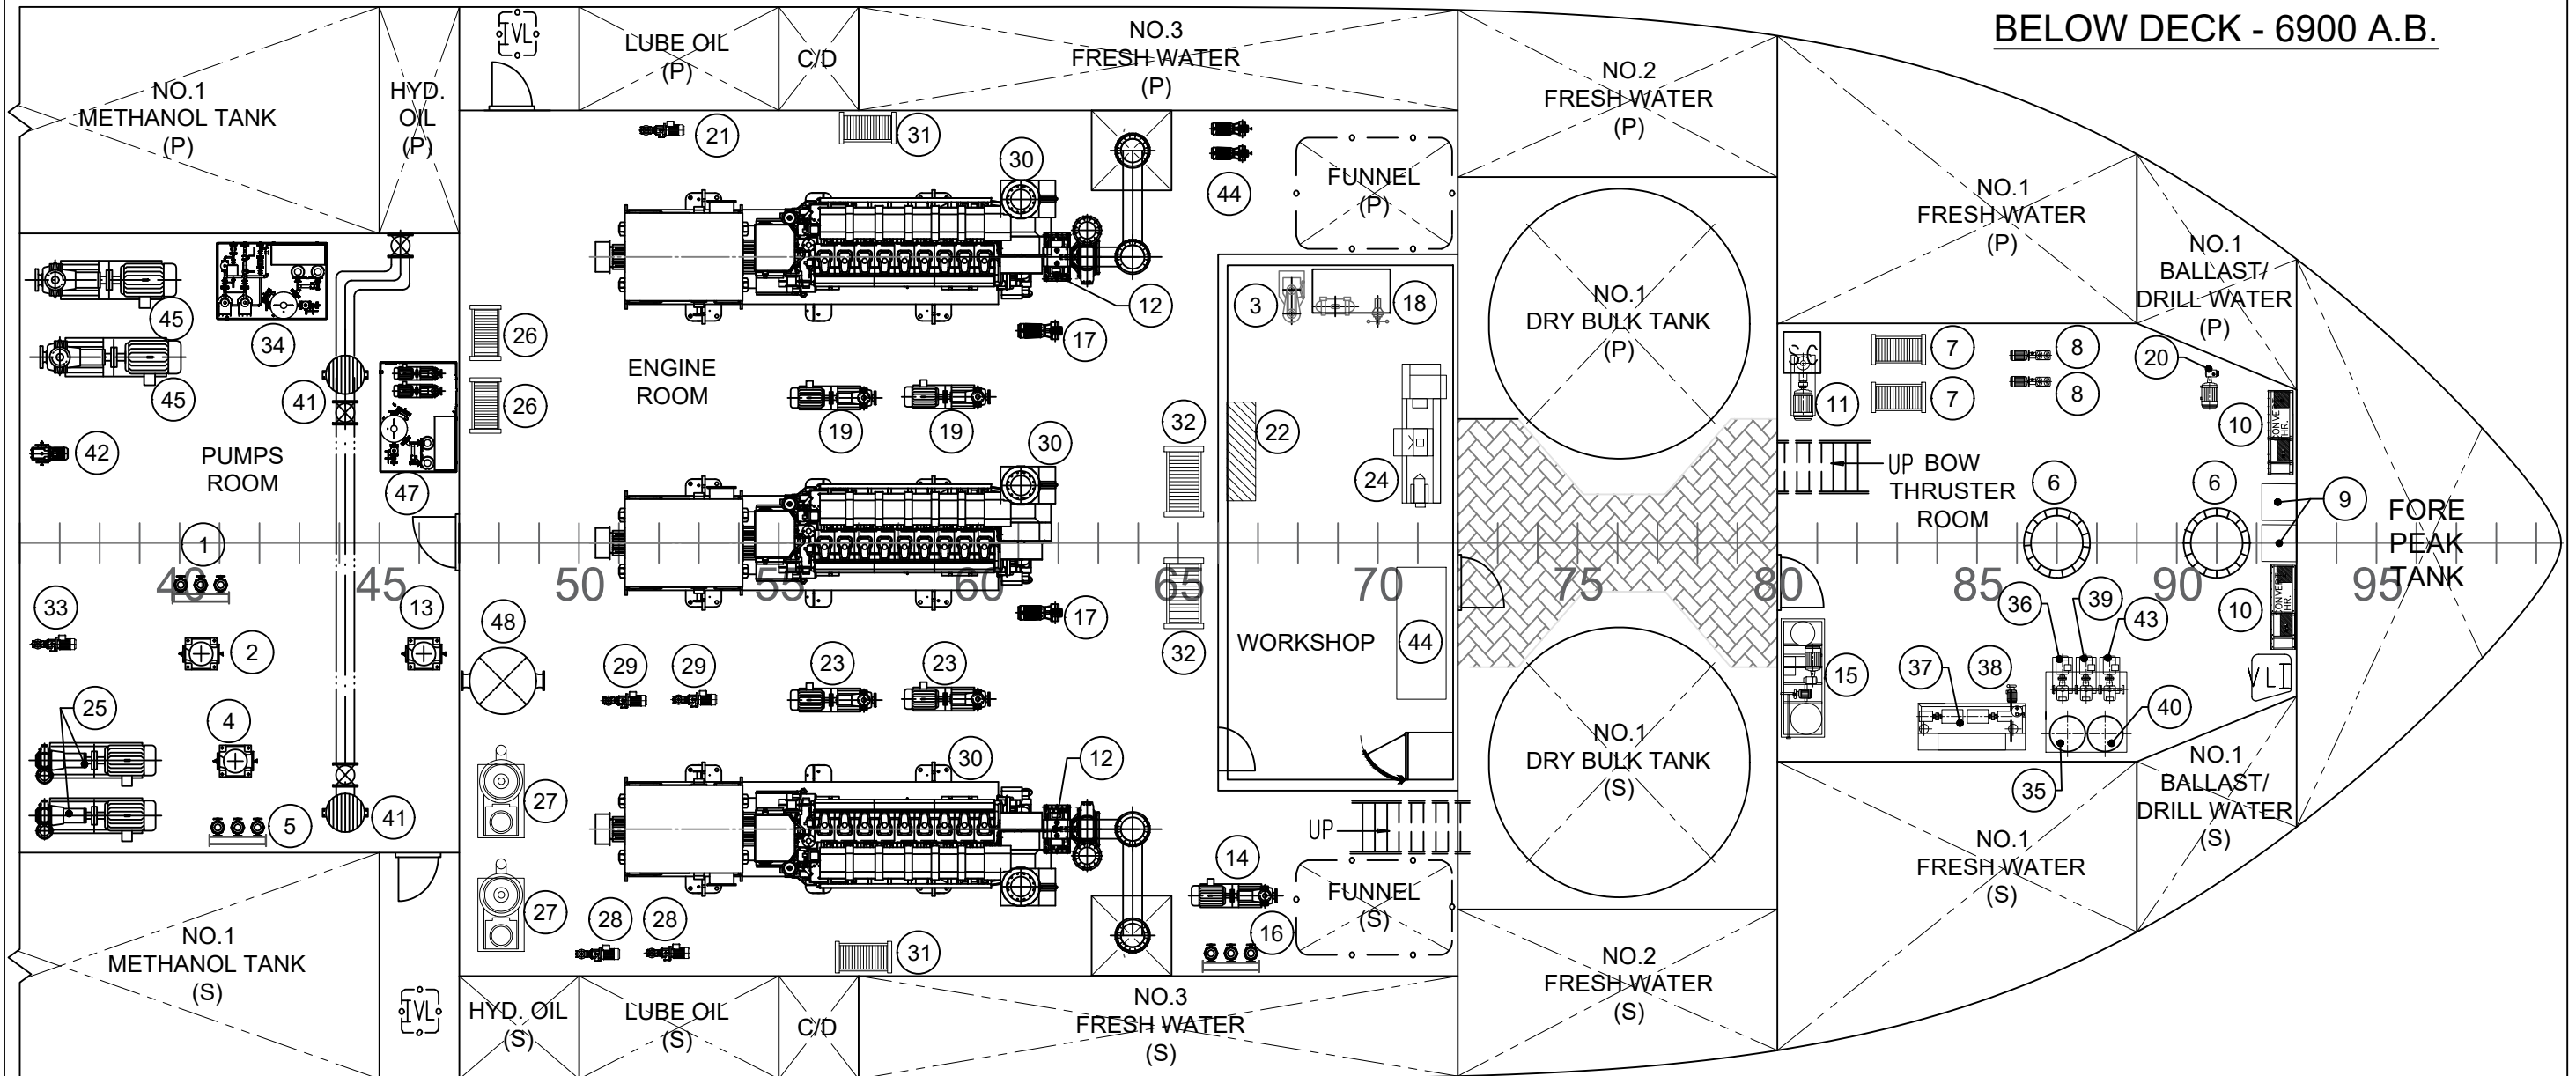 BELOW DECK - 6900 A.B.
NO.1
METHANOL TANK
(P)
HYD.
OIL
(P)
IVL
LUBE OIL
(P)
C/D
NO.3
FRESH WATER
(P)
NO.2
FRESH WATER
(P)
NO.1
FRESH WATER
(P)
NO.1
BALLAST/
DRILL WATER
(P)
FUNNEL
(P)
21
31
30
44
12
17
45
45
34
41
42
47
PUMPS
ROOM
26
26
ENGINE
ROOM
19
19
30
32
3
18
22
24
NO.1
DRY BULK TANK
(P)
11
7
7
8
8
20
10
CONVE
THR.
UP
BOW
THRUSTER
ROOM
6
6
9
FORE
PEAK
TANK
40
45
50
55
60
65
70
75
80
85
90
95
1
33
2
13
25
4
5
41
48
29
29
23
23
17
32
WORKSHOP
44
15
36
39
43
37
38
35
40
10
CONVE
THR.
VLI
27
27
30
12
28
28
31
14
16
UP
FUNNEL
(S)
NO.1
DRY BULK TANK
(S)
NO.1
METHANOL TANK
(S)
IVL
HYD. OIL
(S)
LUBE OIL
(S)
C/D
NO.3
FRESH WATER
(S)
NO.2
FRESH WATER
(S)
NO.1
FRESH WATER
(S)
NO.1
BALLAST/
DRILL WATER
(S)